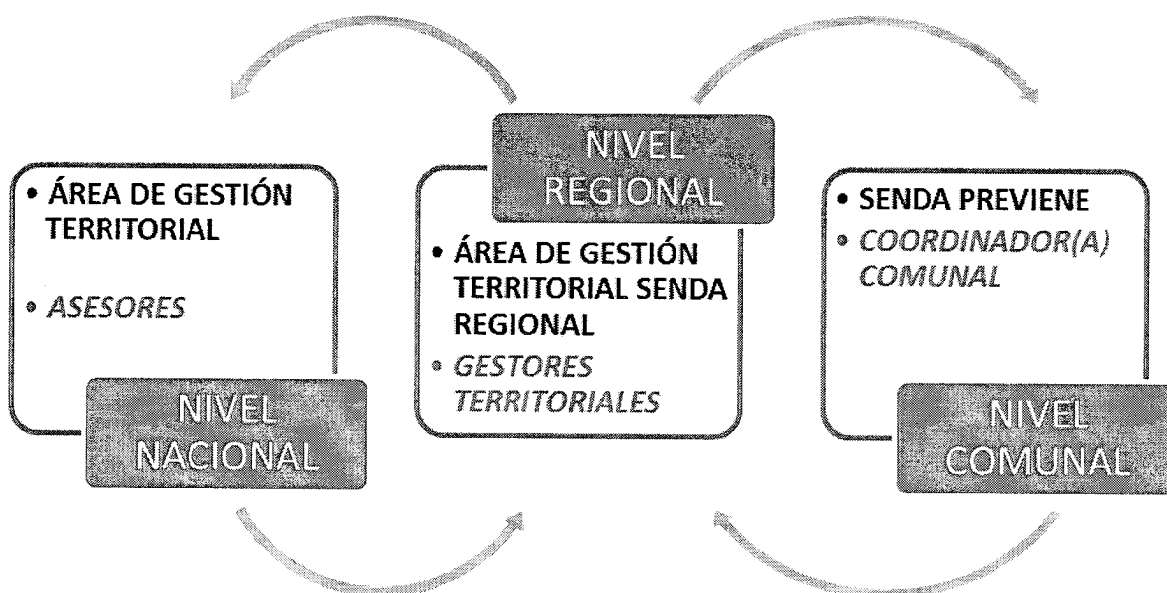 • ÁREA DE GESTIÓN
TERRITORIAL
• ASESORES
NIVEL
NACIONAL
NIVEL
REGIONAL
• ÁREA DE GESTIÓN
TERRITORIAL SENDA
REGIONAL
• GESTORES
TERRITORIALES
• SENDA PREVIENE
• COORDINADOR(A)
COMUNAL
NIVEL
COMUNAL